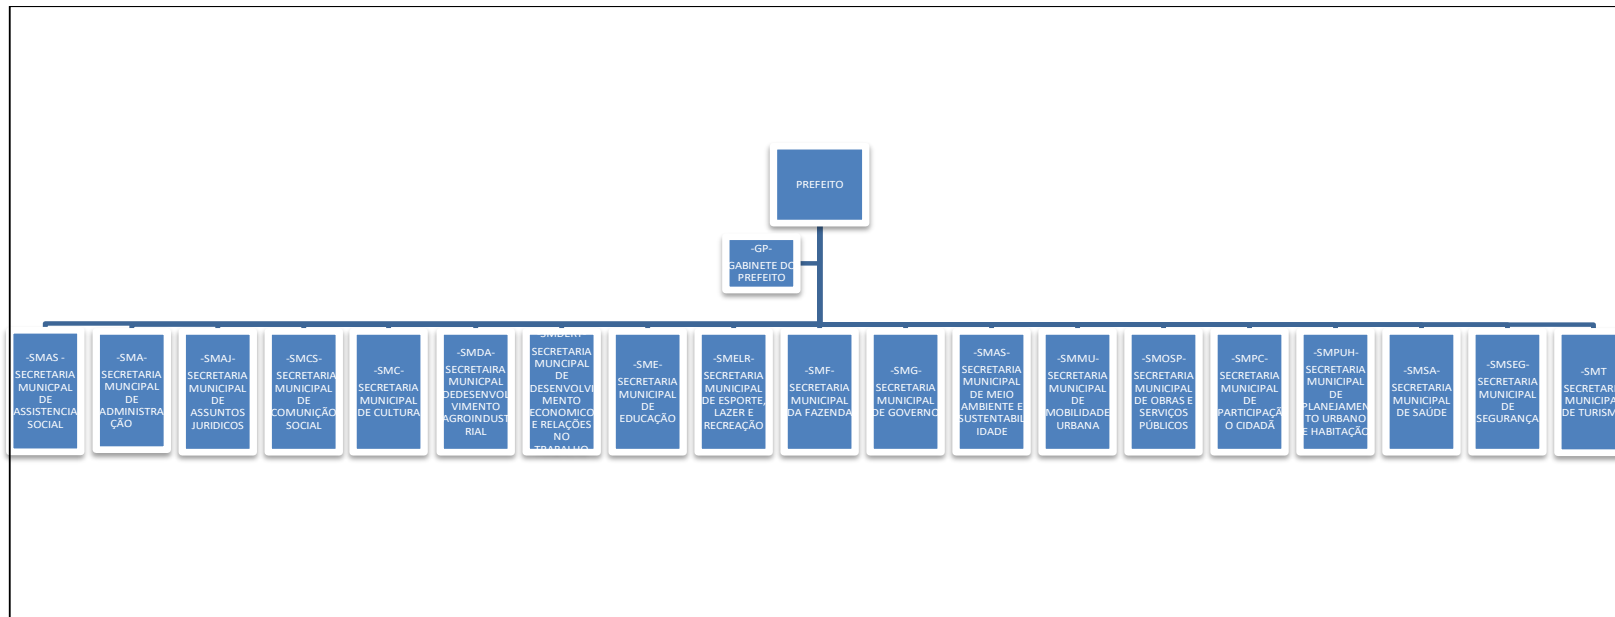 PREFEITO
-GP-
GABINETE DO
PREFEITO
-SMAS -
SECRETARIA
MUNICPAL
DE
ASSISTENCIA
SOCIAL
-SMA-
SECRETARIA
MUNCIPAL
DE
ADMINISTRA
ÇÃO
-SMAJ-
SECRETARIA
MUNICIPAL
DE
ASSUNTOS
JURIDICOS
-SMCS-
SECRETARIA
MUNICIPAL
DE
COMUNIÇÃO
SOCIAL
-SMC-
SECRETARIA
MUNICIPAL
DE CULTURA
-SMDA-
SECRETAIRA
MUNICPAL
DEDESENVOL
VIMENTO
AGROINDUST
RIAL
SECRETARIA
MUNCIPAL
DE
DESENVOLVI
MENTO
ECONOMICO
E RELAÇÕES
NO
TRABALHO
-SME-
SECRETARIA
MUNICIPAL
DE
EDUCAÇÃO
-SMELR-
SECRETARIA
MUNICIPAL
DE ESPORTE,
LAZER E
RECREAÇÃO
-SMF-
SECRETARIA
MUNICIPAL
DA FAZENDA
-SMG-
SECRETARIA
MUNICIPAL
DE GOVERNO
-SMAS-
SECRETARIA
MUNICIPAL
DE MEIO
AMBIENTE E
SUSTENTABIL
IDADE
-SMMU-
SECRETARIA
MUNICIPAL
DE
MOBILIDADE
URBANA
-SMOSP-
SECRETARIA
MUNICIPAL
DE OBRAS E
SERVIÇOS
PÚBLICOS
-SMPC-
SECRETARIA
MUNICIPAL
DE
PARTICIPAÇÃ
O CIDADÃ
-SMPUH-
SECRETARIA
MUNICIPAL
DE
PLANEJAMEN
TO URBANO
E HABITAÇÃO
-SMSA-
SECRETARIA
MUNICIPAL
DE SAÚDE
-SMSEG-
SECRETARIA
MUNICIPAL
DE
SEGURANÇA
-SMT
SECRETARI
MUNICIPA
DE TURISM